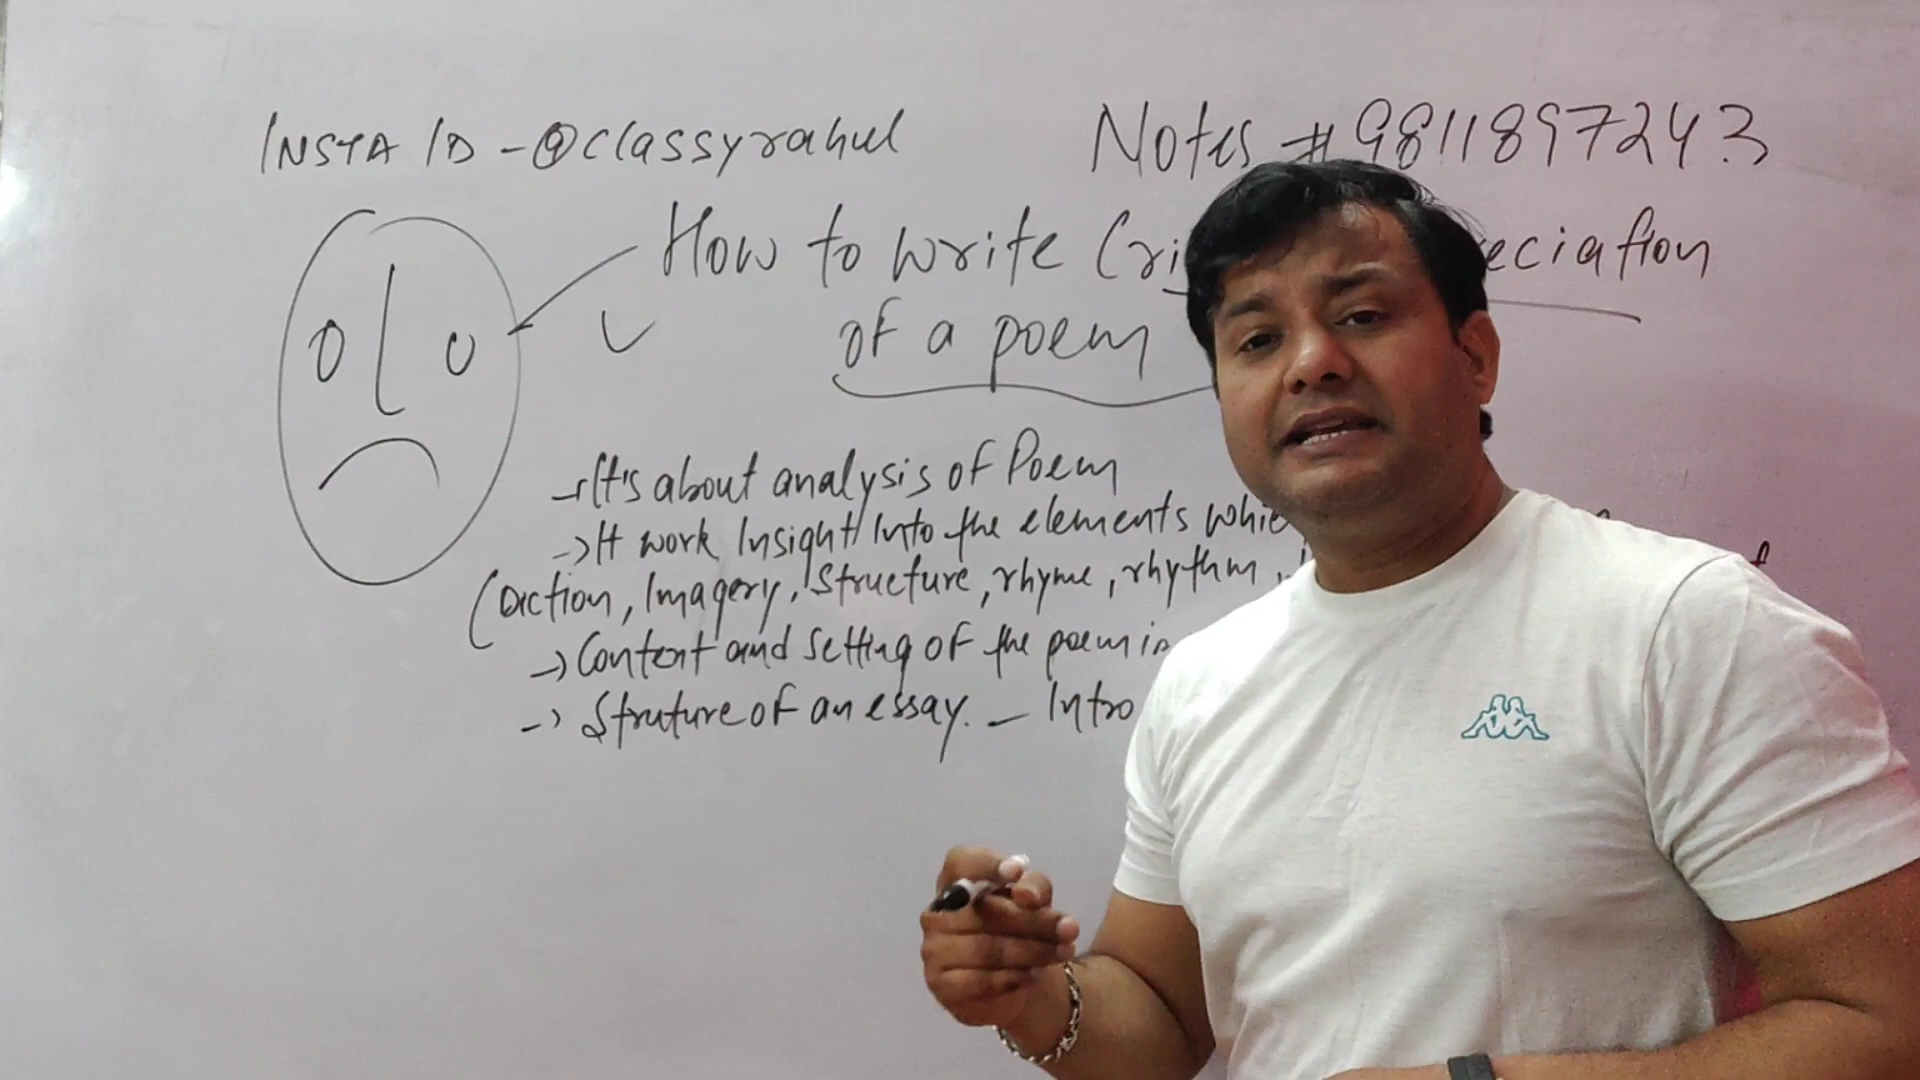 INSTA ID - @classyrahul
Notes # 9811897243
How to write Cri eciation
of a poem
→ It's about analysis of Poem
→ It work Insight Into the elements whic
(Diction, Imagery, Structure, rhyme, rhythm,
→ Content and setting of the poem is
→ Struture of an essay. - Intro